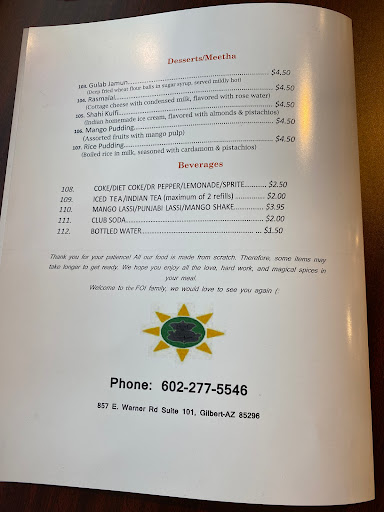 Desserts/Meetha
103. Gulab Jamun............ $4.50
(Deep fried wheat flour balls in sugar syrup, served mildly hot)
104. Rasmalai............ $4.50
(Cottage cheese with condensed milk, flavored with rose water)
105. Shahi Kulfi............ $4.50
(Indian homemade ice cream, flavored with almonds & pistachios)
106. Mango Pudding............ $4.50
(Assorted fruits with mango pulp)
107. Rice Pudding............ $4.50
(Boiled rice in milk, seasoned with cardamom & pistachios)
Beverages
108. COKE/DIET COKE/DR PEPPER/LEMONADE/SPRITE........... $2.50
109. ICED TEA/INDIAN TEA (maximum of 2 refills) .............. $2.00
110. MANGO LASSI/PUNJABI LASSI/MANGO SHAKE.............. $3.95
111. CLUB SODA............ $2.00
112. BOTTLED WATER............ ... $1.50
Thank you for your patience! All our food is made from scratch. Therefore, some items may
take longer to get ready. We hope you enjoy all the love, hard work, and magical spices in
your meal.
Welcome to the FOI family, we would love to see you again (:
Phone: 602-277-5546
857 E. Warner Rd Suite 101, Gilbert-AZ 85296